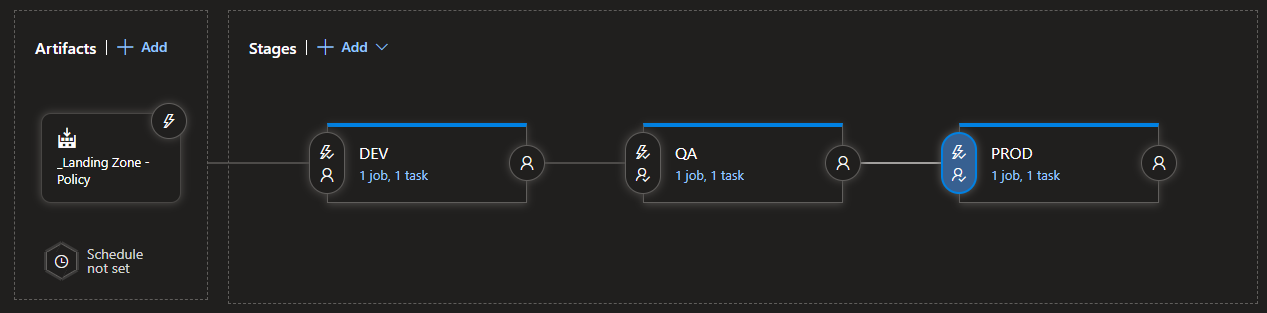 Artifacts | + Add
_Landing Zone -
Policy
Schedule
not set
Stages | + Add
DEV
1 job, 1 task
QA
1 job, 1 task
PROD
1 job, 1 task